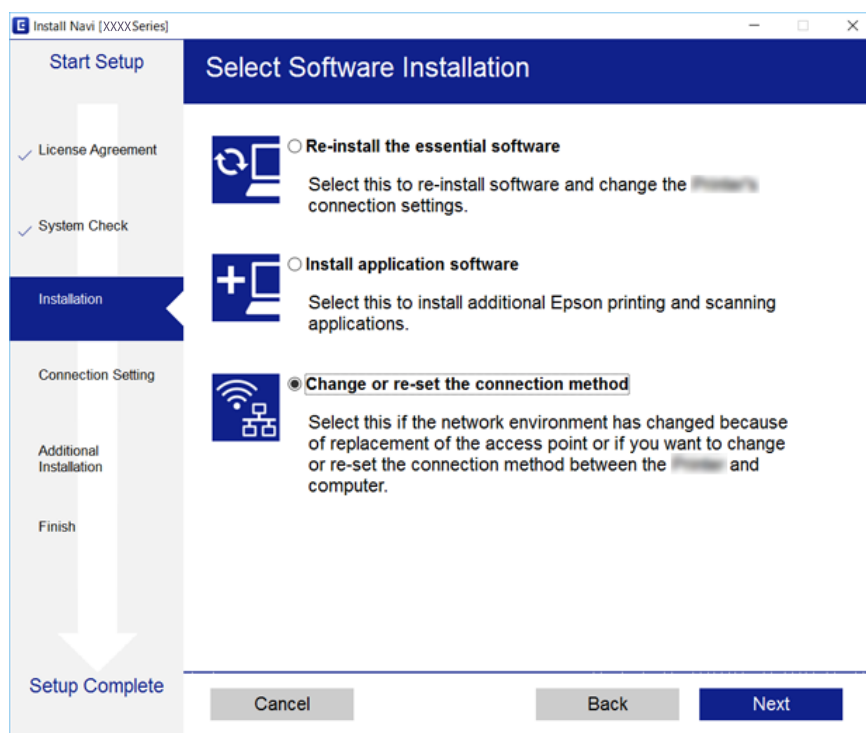 Install Navi [XXXX Series]
Start Setup
Select Software Installation
License Agreement
System Check
Installation
Connection Setting
Additional
Installation
Finish
Setup Complete
Re-install the essential software
Select this to re-install software and change the
connection settings.
Install application software
Select this to install additional Epson printing and scanning
applications.
Change or re-set the connection method
Select this if the network environment has changed because
of replacement of the access point or if you want to change
or re-set the connection method between the and
computer.
Cancel
Back
Next